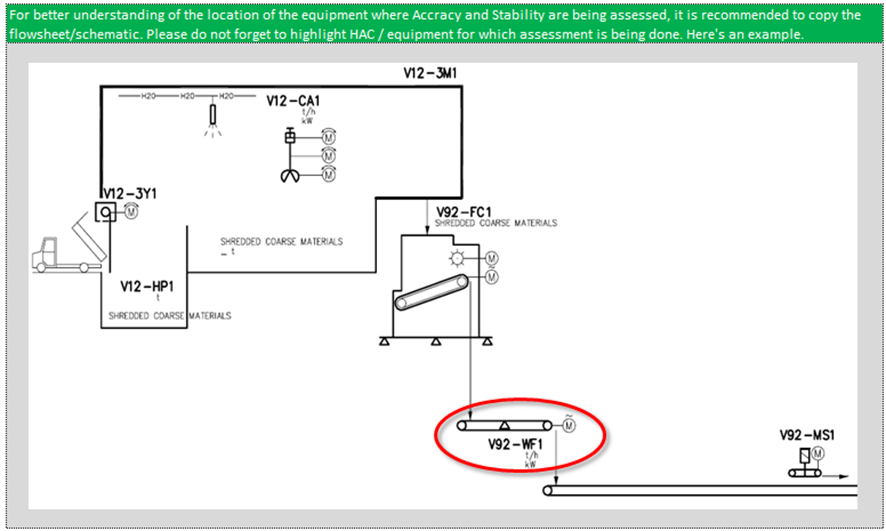 For better understanding of the location of the equipment where Accracy and Stability are being assessed, it is recommended to copy the
flowsheet/schematic. Please do not forget to highlight HAC / equipment for which assessment is being done. Here's an example.
V12-3M1
H2O H2O H2O
V12-CA1
t/h
kW
M
M
M
V12-3Y1
M
V92-FC1
SHREDDED COARSE MATERIALS
SHREDDED COARSE MATERIALS
t
M
M
V12-HP1
t
SHREDDED COARSE MATERIALS
M
V92-WF1
t/h
kW
V92-MS1
M